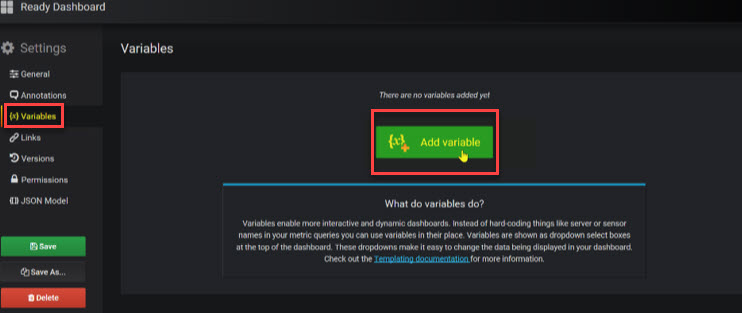 Ready Dashboard
Settings
General
Annotations
{x} Variables
Links
Versions
Permissions
JSON Model
Save
Save As...
Delete
Variables
There are no variables added yet
{x} Add variable
What do variables do?
Variables enable more interactive and dynamic dashboards. Instead of hard-coding things like server or sensor
names in your metric queries you can use variables in their place. Variables are shown as dropdown select boxes
at the top of the dashboard. These dropdowns make it easy to change the data being displayed in your dashboard.
Check out the Templating documentation for more information.